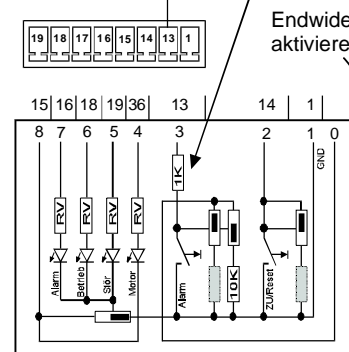 Endwide
aktiviere
19 18 17 16 15 14 13 1
15 16 18 19 36 13 14 1
8 7 6 5 4 3 2 1 0
GND
1K
RV RV RV RV
Alarm Betrieb Stör Motor Alarm 10K ZU/Reset